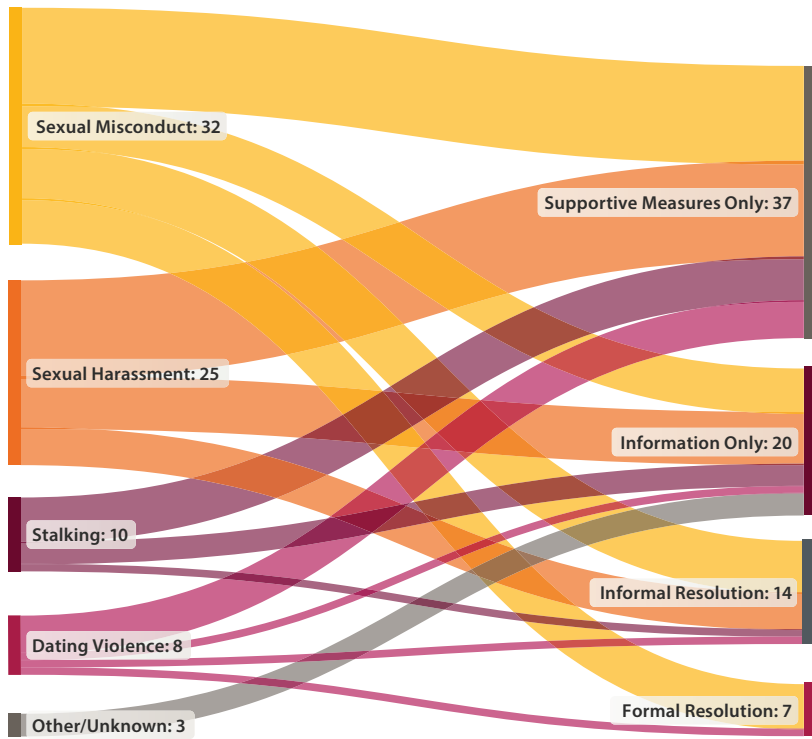 Sexual Misconduct: 32
Supportive Measures Only: 37
Sexual Harassment: 25
Information Only: 20
Stalking: 10
Informal Resolution: 14
Dating Violence: 8
Formal Resolution: 7
Other/Unknown: 3